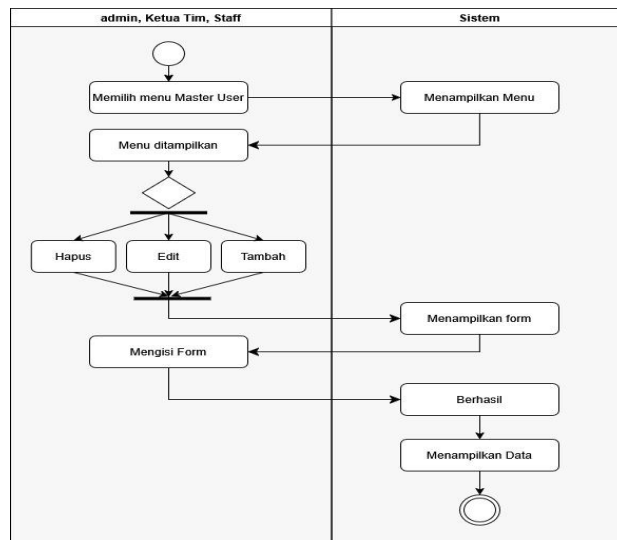 admin, Ketua Tim, Staff
Sistem
Memilih menu Master User
Menampilkan Menu
Menu ditampilkan
Hapus
Edit
Tambah
Menampilkan form
Mengisi Form
Berhasil
Menampilkan Data